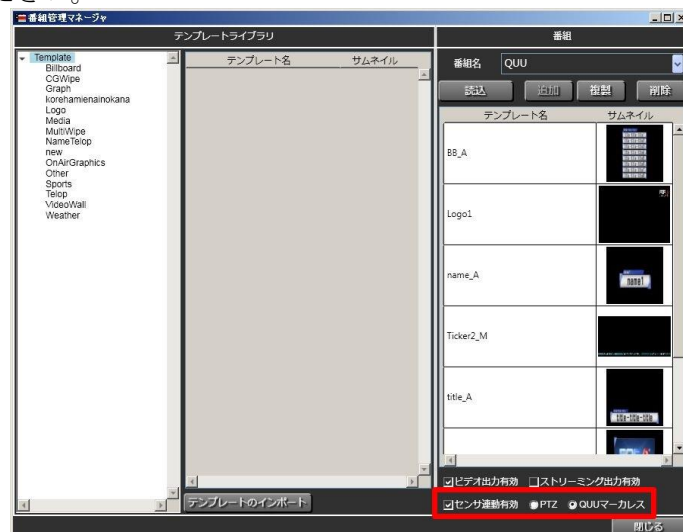 番組管理マネージャ
テンプレートライブラリ
番組
Template
Billboard
CGWipe
Graph
korehamienainokana
Logo
Media
MultiWipe
NameTelop
new
OnAirGraphics
Other
Sports
Telop
VideoWall
Weather
テンプレート名 サムネイル
テンプレートのインポート
番組名 QUU
読込 追加 複製 削除
テンプレート名 サムネイル
BB_A
Logo1
name_A
name1
Ticker2_M
title_A
title-title-title
ビデオ出力有効 ストリーミング出力有効
センサ連動有効 PTZ QUUマーカレス
閉じる